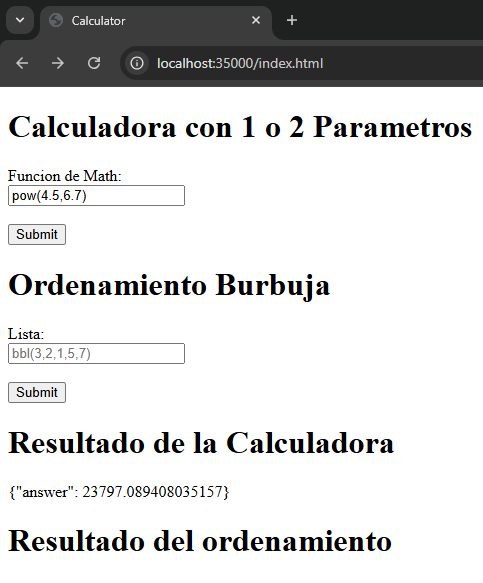 Calculator
localhost:35000/index.html
Calculadora con 1 o 2 Parametros
Funcion de Math:
pow(4.5,6.7)
Submit
Ordenamiento Burbuja
Lista:
bbl(3,2,1,5,7)
Submit
Resultado de la Calculadora
{"answer": 23797.089408035157}
Resultado del ordenamiento